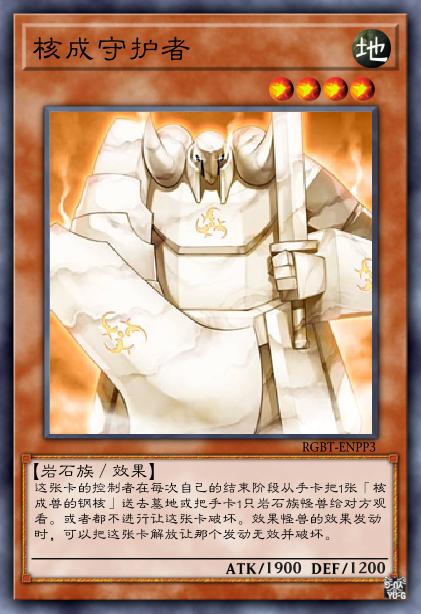 核成守护者
地
RGBT-ENPP3
【岩石族／效果】
这张卡的控制者在每次自己的结束阶段从手卡把1张「核
成兽的钢核」送去墓地或把手卡1只岩石族怪兽给对方观
看。或者都不进行让这张卡破坏。效果怪兽的效果发动
时，可以把这张卡解放让那个发动无效并破坏。
ATK/1900 DEF/1200